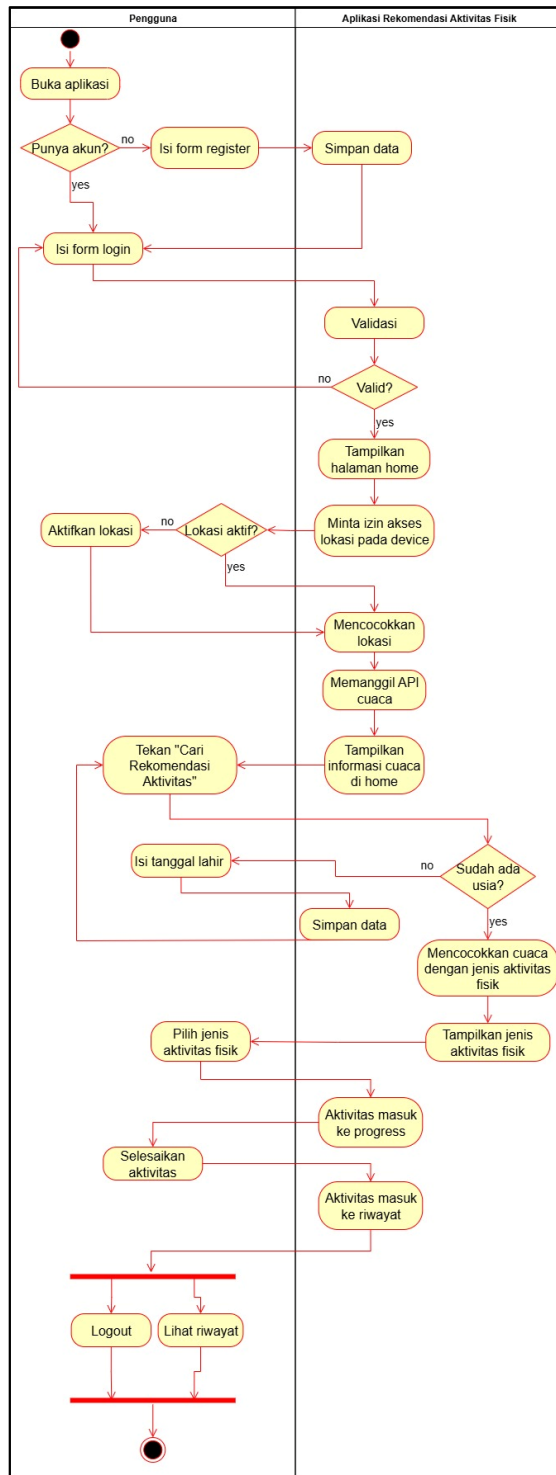 Pengguna
Aplikasi Rekomendasi Aktivitas Fisik
Buka aplikasi
Punya akun?
no
Isi form register
Simpan data
yes
Isi form login
Validasi
no
Valid?
yes
Tampilkan
halaman home
Aktifkan lokasi
no
Lokasi aktif?
Minta izin akses
lokasi pada device
yes
Mencocokkan
lokasi
Memanggil API
cuaca
Tekan "Cari
Rekomendasi
Aktivitas"
Tampilkan
informasi cuaca
di home
Isi tanggal lahir
no
Sudah ada
usia?
Simpan data
yes
Mencocokkan cuaca
dengan jenis aktivitas
fisik
Pilih jenis
aktivitas fisik
Tampilkan jenis
aktivitas fisik
Aktivitas masuk
ke progress
Selesaikan
aktivitas
Aktivitas masuk
ke riwayat
Logout
Lihat riwayat